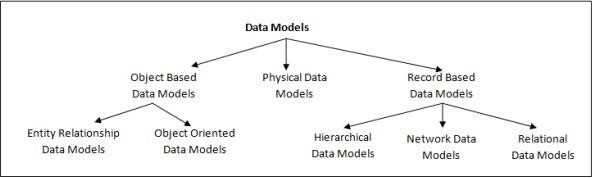 Data Models
Object Based
Data Models
Physical Data
Models
Record Based
Data Models
Entity Relationship
Data Models
Object Oriented
Data Models
Hierarchical
Data Models
Network Data
Models
Relational
Data Models